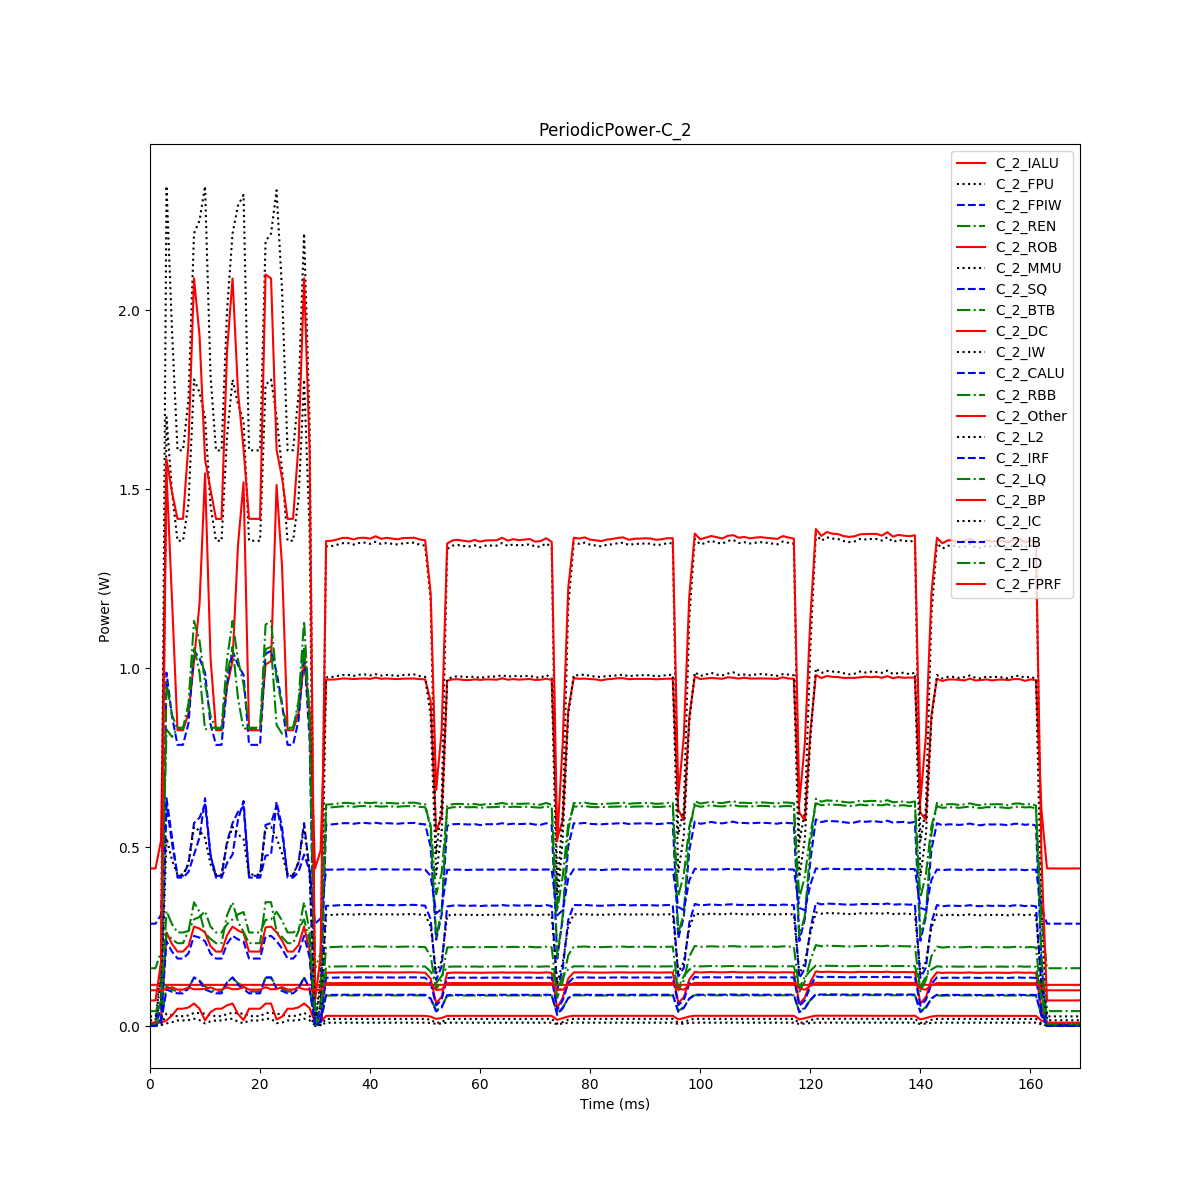 PeriodicPower-C_2
C_2_IALU
C_2_FPU
C_2_FPIW
C_2_REN
C_2_ROB
C_2_MMU
C_2_SQ
C_2_BTB
C_2_DC
C_2_IW
C_2_CALU
C_2_RBB
C_2_Other
C_2_L2
C_2_IRF
C_2_LQ
C_2_BP
C_2_IC
C_2_IB
C_2_ID
C_2_FPRF
Power (W)
2.0
1.5
1.0
0.5
0.0
0 20 40 60 80 100 120 140 160
Time (ms)